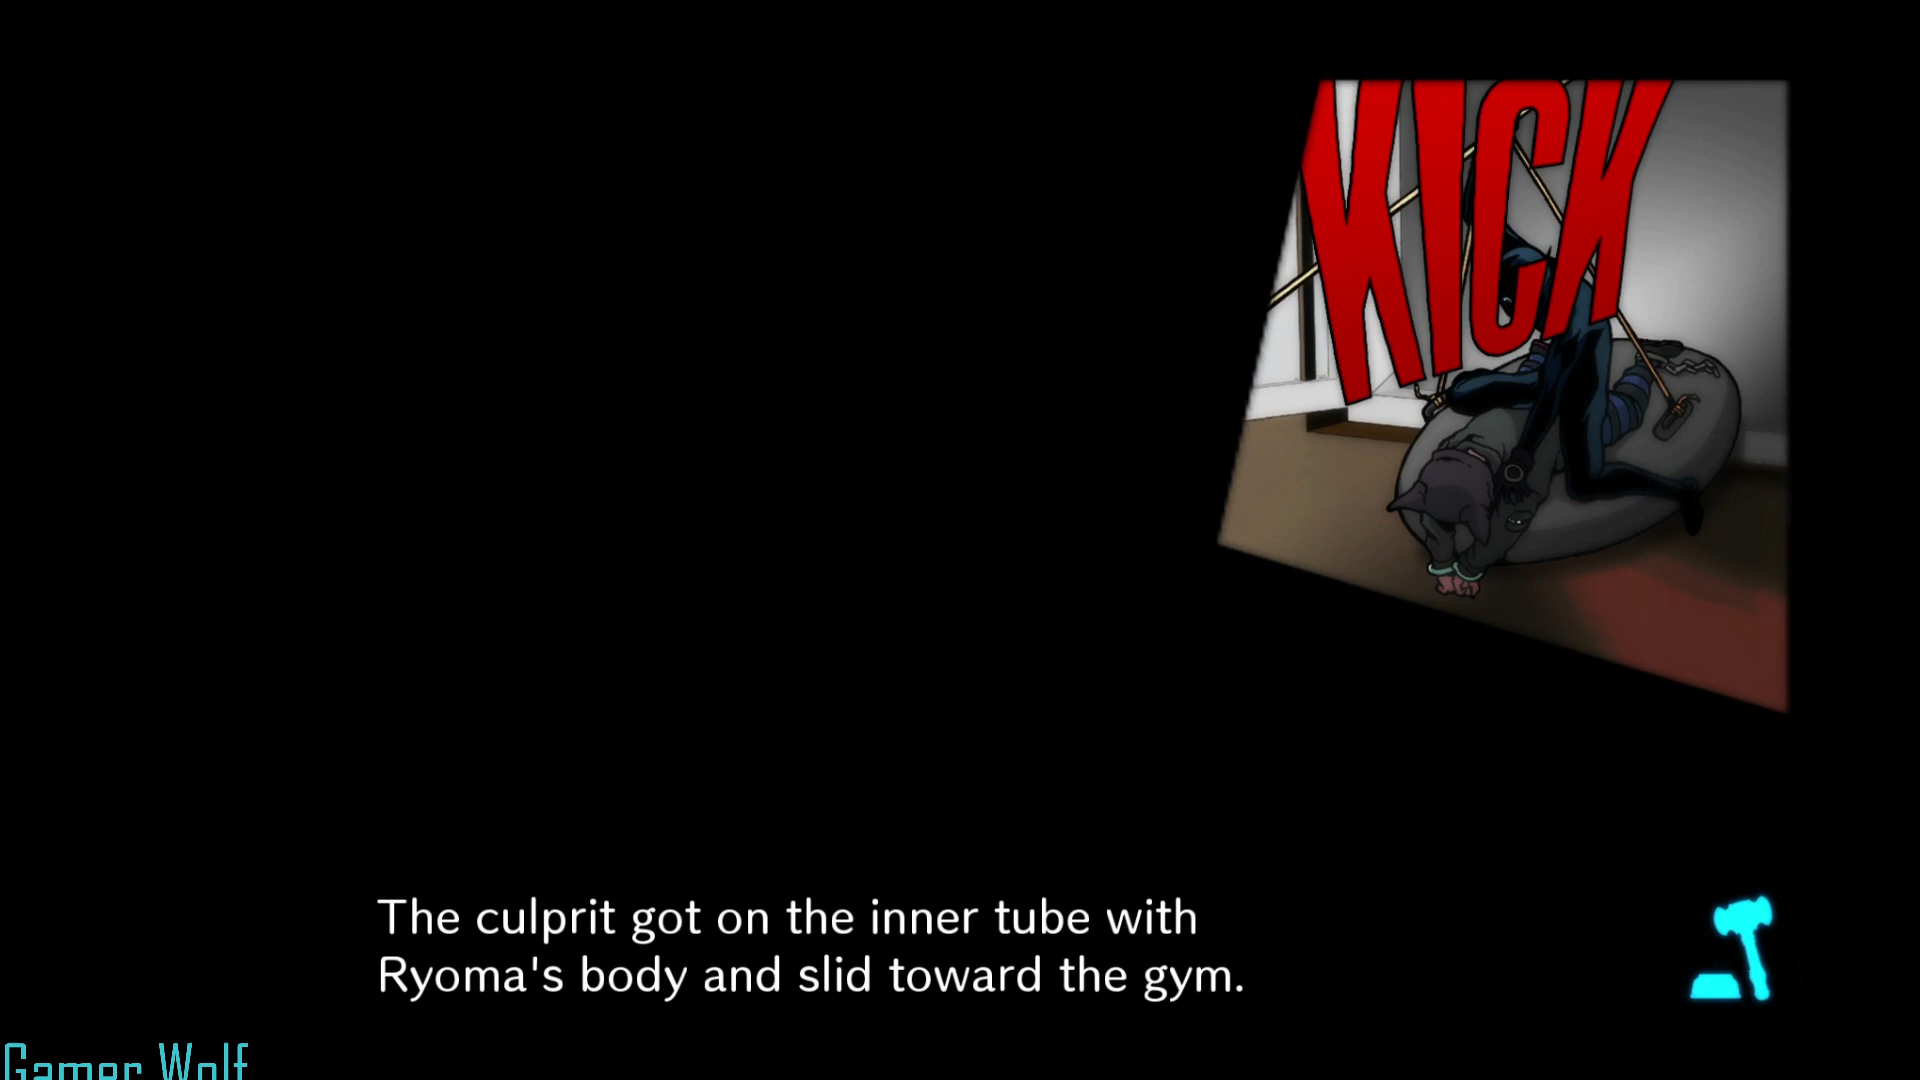 KICK
The culprit got on the inner tube with
Ryoma's body and slid toward the gym.
Gamer Wolf